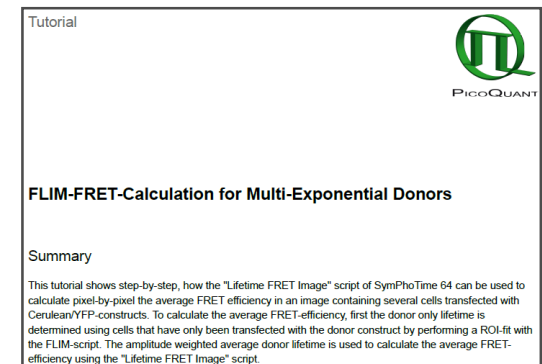 Tutorial
PICOQUANT
FLIM-FRET-Calculation for Multi-Exponential Donors
Summary
This tutorial shows step-by-step, how the "Lifetime FRET Image" script of SymPhoTime 64 can be used to
calculate pixel-by-pixel the average FRET efficiency in an image containing several cells transfected with
Cerulean/YFP-constructs. To calculate the average FRET-efficiency, first the donor only lifetime is
determined using cells that have only been transfected with the donor construct by performing a ROI-fit with
the FLIM-script. The amplitude weighted average donor lifetime is used to calculate the average FRET-
efficiency using the "Lifetime FRET Image" script.